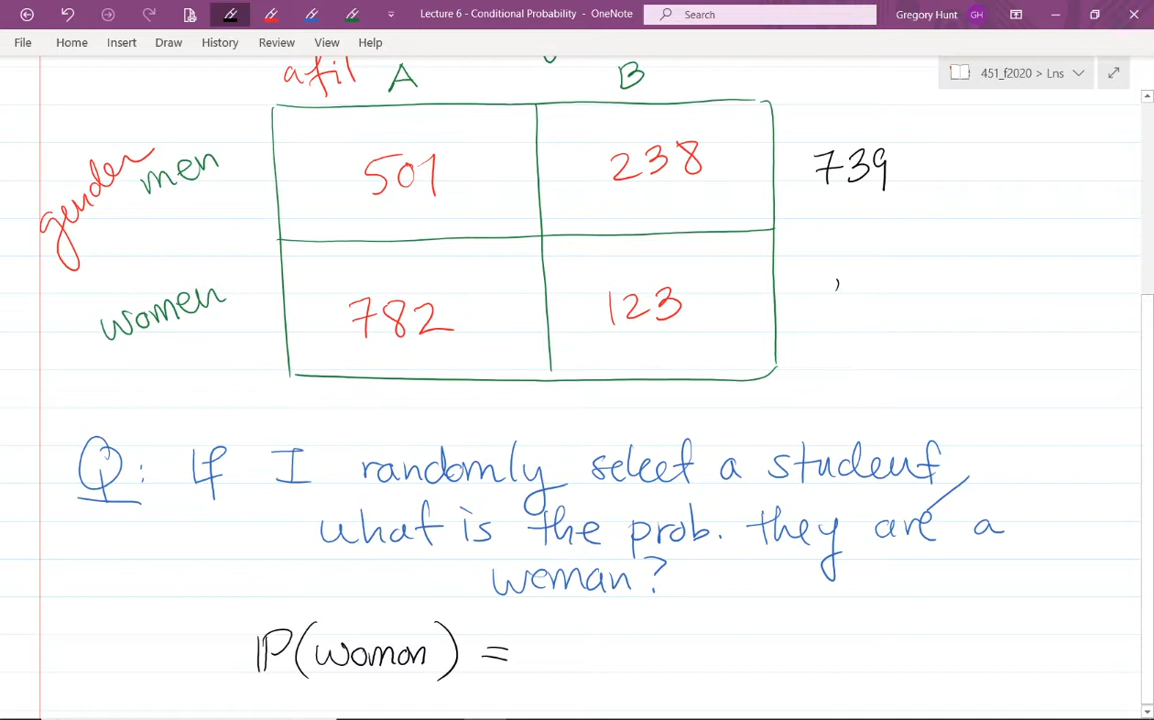 Lecture 6 - Conditional Probability - OneNote
Search
Gregory Hunt
GH
File Home Insert Draw History Review View Help
451_f2020 > Lns
afil A B
gender
men 501 238 739
women 782 123
Q: If I randomly select a student,
what is the prob. they are a
woman?
P(woman) =